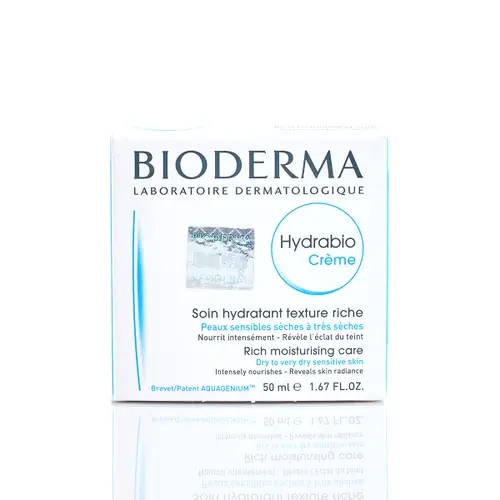 BIODERMA
LABORATOIRE DERMATOLOGIQUE
Hydrabio
Crème
Soin hydratant texture riche
Peaux sensibles sèches à très sèches
Nourrit intensément - Révèle l'éclat du teint
Rich moisturising care
Dry to very dry sensitive skin
Intensely nourishes - Reveals skin radiance
Brevet/Patent AQUAGENIUM™ 50 ml ℮ 1.67 FL.OZ.